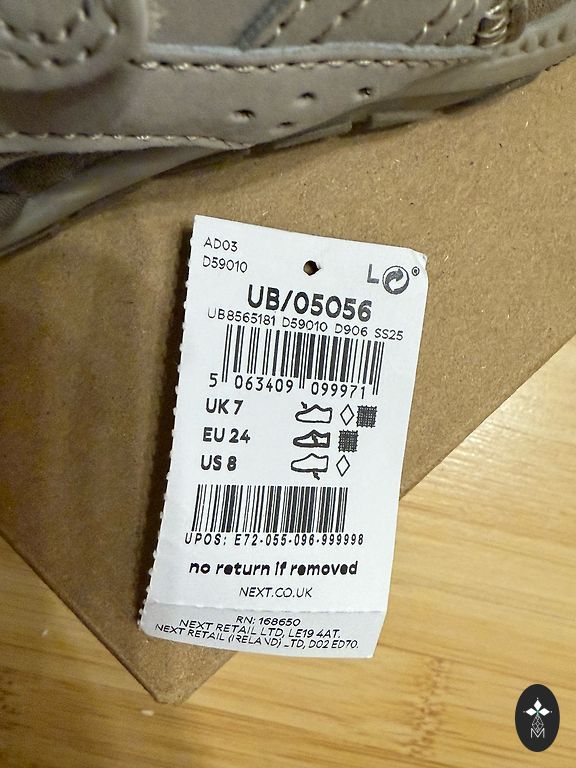 AD03
D59010
L
UB/05056
UB8565181 D59010 D906 SS25
5 063409 099971
UK 7
EU 24
US 8
UPOS: E72-055-096-999998
no return if removed
NEXT.CO.UK
RN: 168650
NEXT RETAIL LTD, LE19 4AT.
NEXT RETAIL (IRELAND) LTD, D02 ED70.
M